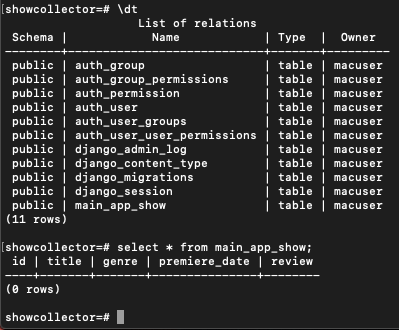 [showcollector=# \dt
List of relations
Schema | Name | Type | Owner
--------+----------------------------+-------+---------
public | auth_group | table | macuser
public | auth_group_permissions | table | macuser
public | auth_permission | table | macuser
public | auth_user | table | macuser
public | auth_user_groups | table | macuser
public | auth_user_user_permissions | table | macuser
public | django_admin_log | table | macuser
public | django_content_type | table | macuser
public | django_migrations | table | macuser
public | django_session | table | macuser
public | main_app_show | table | macuser
(11 rows)
[showcollector=# select * from main_app_show;
id | title | genre | premiere_date | review
----+-------+-------+---------------+--------
(0 rows)
showcollector=#